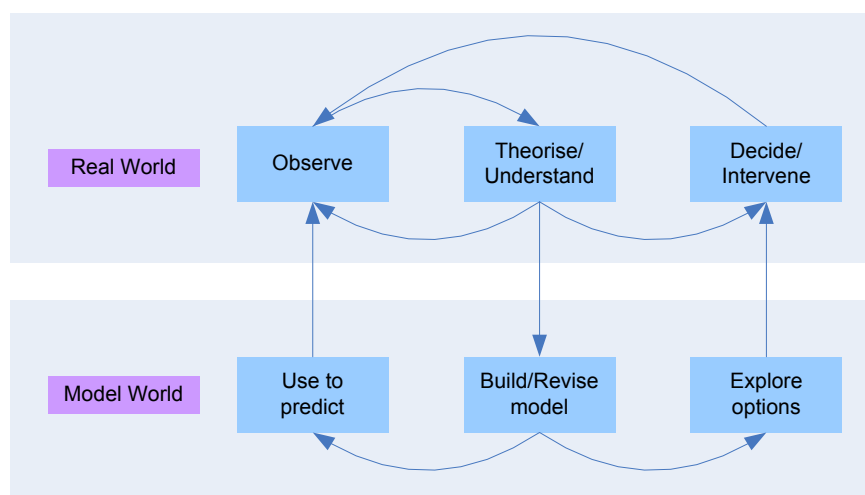 Real World
Observe
Theorise/
Understand
Decide/
Intervene
Model World
Use to
predict
Build/Revise
model
Explore
options